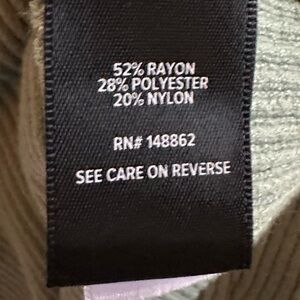 52% RAYON
28% POLYESTER
20% NYLON
RN# 148862
SEE CARE ON REVERSE